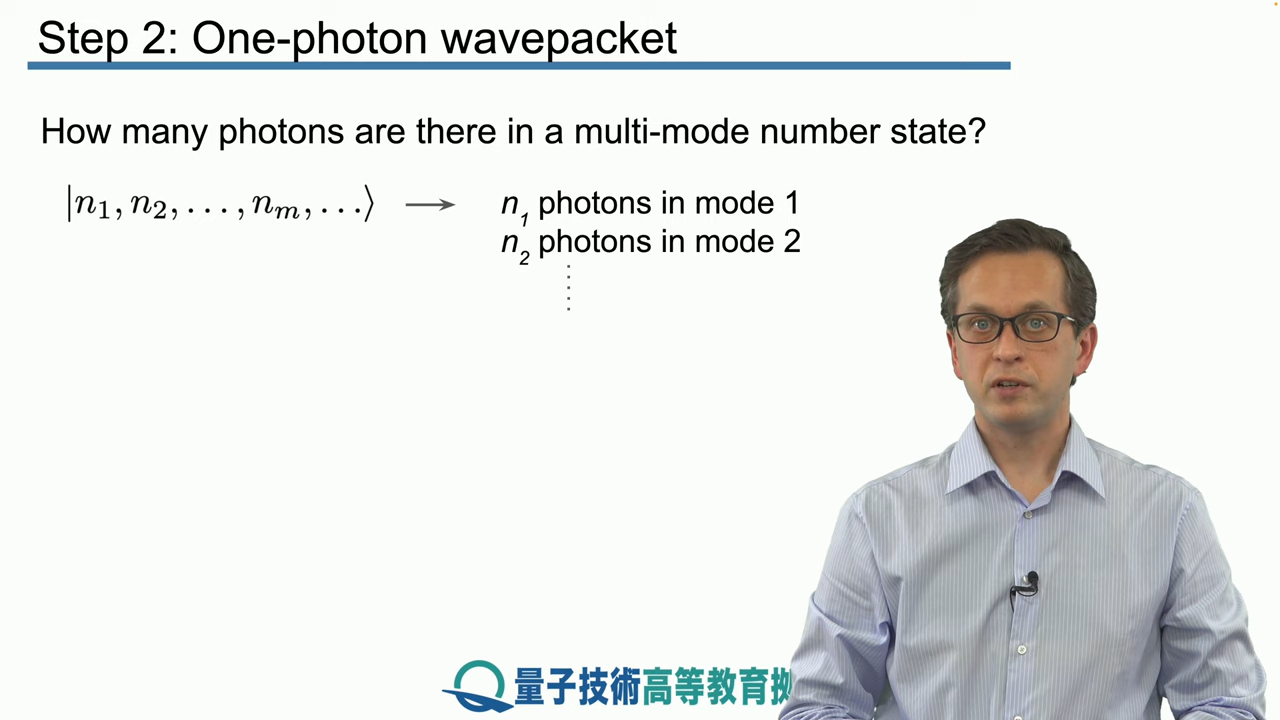 Step 2: One-photon wavepacket
How many photons are there in a multi-mode number state?
|n₁, n₂, . . . , nₘ, . . .⟩ → n₁ photons in mode 1
n₂ photons in mode 2
量子技術高等教育拠